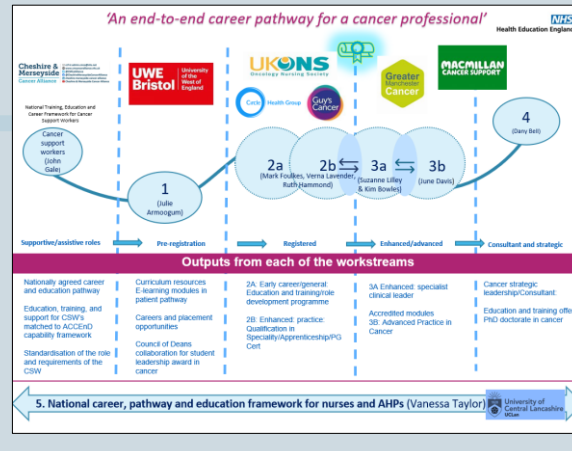 'An end-to-end career pathway for a cancer professional'
NHS
Health Education England
Cheshire &
Merseyside
Cancer Alliance
UWE
Bristol
University
of the
West of
England
UKONS
Oncology Nursing Society
Circle Health Group
Guy's
Cancer
Greater
Manchester
Cancer
MACMILLAN
CANCER SUPPORT
National Training, Education and
Career Framework for Cancer
Support Workers
Cancer
support
workers
(John
Gale)
1
(Julie
Armoogum)
2a
2b
(Mark Foulkes, Verna Lavender,
Ruth Hammond)
3a
(Suzanne Lilley
& Kim Bowles)
3b
(June Davis)
4
(Dany Bell)
Supportive/assistive roles
Pre-registration
Registered
Enhanced/advanced
Consultant and strategic
Outputs from each of the workstreams
Nationally agreed career
and education pathway
Education, training, and
support for CSW's
matched to ACCEnD
capability framework
Standardisation of the role
and requirements of the
CSW
Curriculum resources
E-learning modules in
patient pathway
Careers and placement
opportunities
Council of Deans
collaboration for student
leadership award in
cancer
2A: Early career/general:
Education and training/role
development programme
2B: Enhanced: practice:
Qualification in
Speciality/Apprenticeship/PG
Cert
3A Enhanced: specialist
clinical leader
Accredited modules
3B: Advanced Practice in
Cancer
Cancer strategic
leadership/Consultant:
Education and training offer
PhD doctorate in cancer
5. National career, pathway and education framework for nurses and AHPs (Vanessa Taylor)
University of
Central Lancashire
UCLan